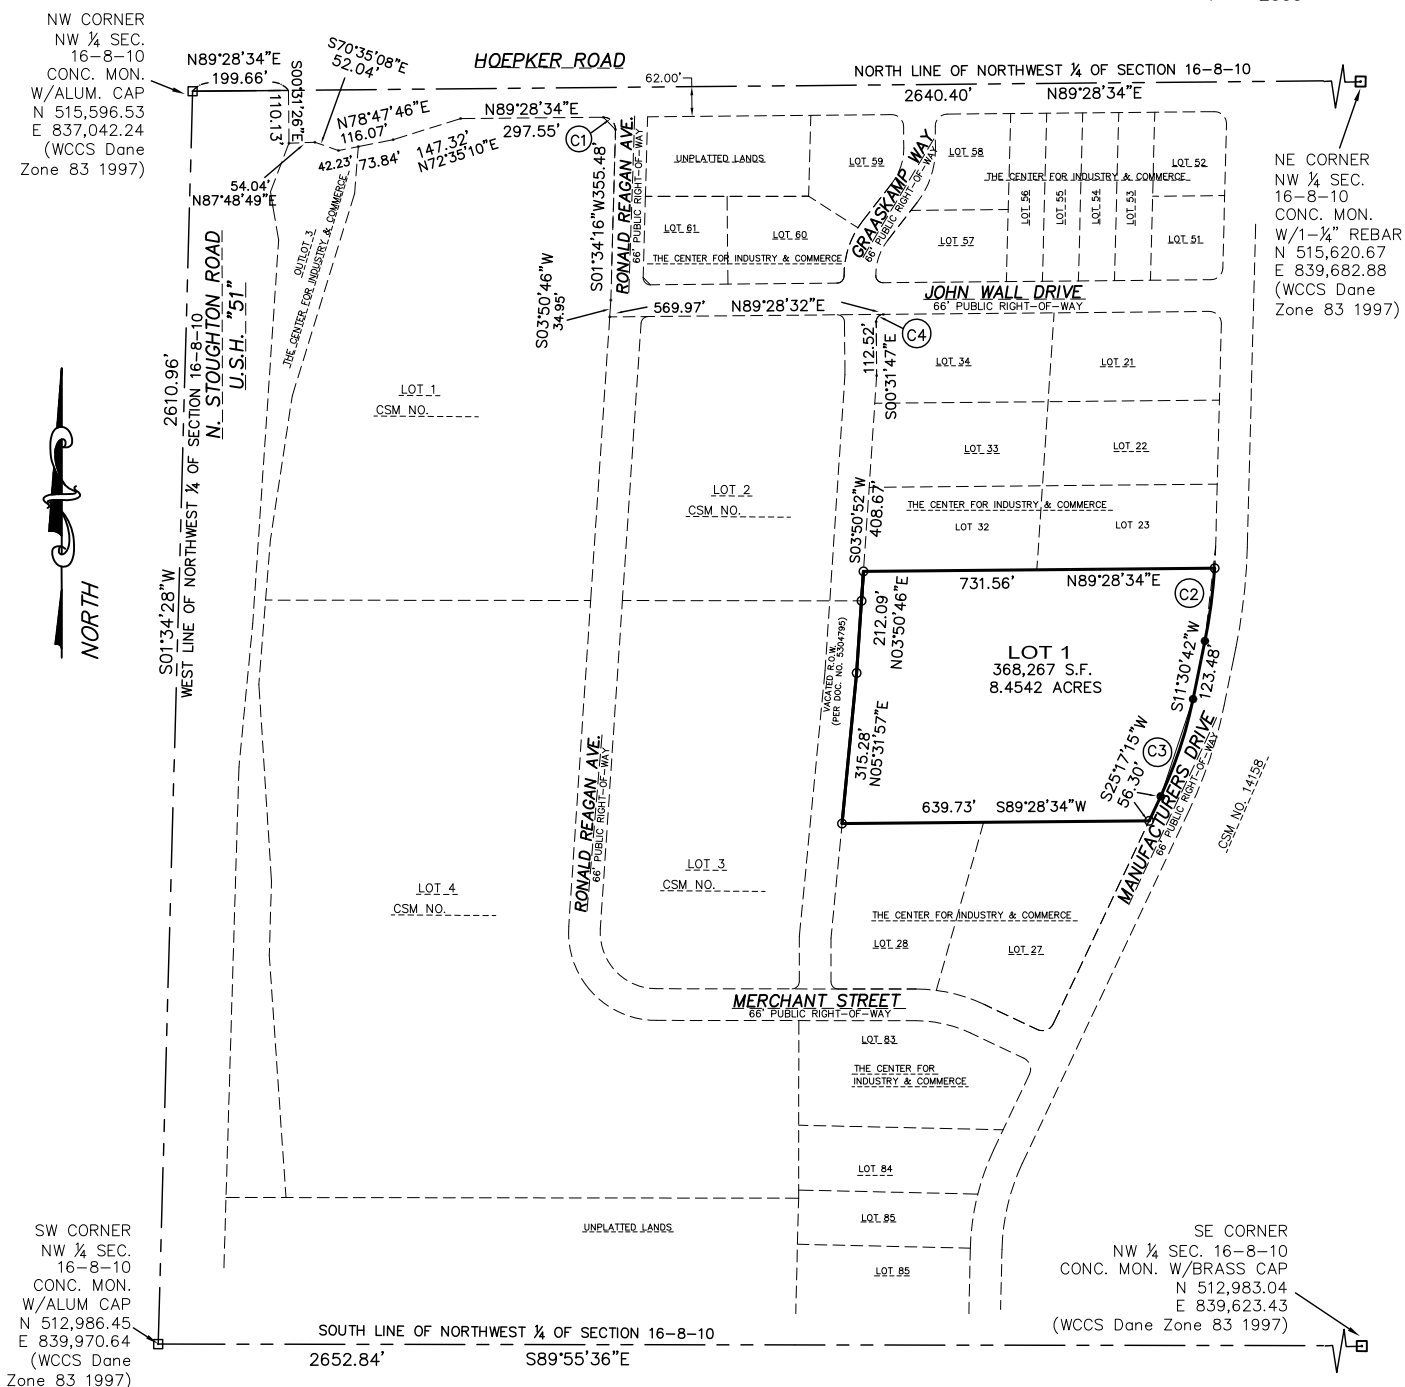 NW CORNER
NW ¼ SEC.
16-8-10
CONC. MON.
W/ALUM. CAP
N 515,596.53
E 837,042.24
(WCCS Dane
Zone 83 1997)
N89°28'34"E
199.66'
S00°31'26"E
110.13'
S70°35'08"E
52.04'
HOEPKER ROAD
62.00'
NORTH LINE OF NORTHWEST ¼ OF SECTION 16-8-10
2640.40'
N89°28'34"E
NE CORNER
NW ¼ SEC.
16-8-10
CONC. MON.
W/1-¼" REBAR
N 515,620.67
E 839,682.88
(WCCS Dane
Zone 83 1997)
N78°47'46"E
116.07'
N89°28'34"E
297.55'
C1
42.23'
73.84'
147.32'
N72°35'10"E
54.04'
N87°48'49"E
OUTLOT 3
THE CENTER FOR INDUSTRY & COMMERCE
N. STOUGHTON ROAD
U.S.H. "51"
S01°34'16"W
355.48'
RONALD REAGAN AVE.
66' PUBLIC RIGHT-OF-WAY
UNPLATTED LANDS
LOT 59
GRAASKAMP WAY
66' PUBLIC RIGHT-OF-WAY
LOT 58
LOT 52
THE CENTER FOR INDUSTRY & COMMERCE
LOT 56
LOT 55
LOT 54
LOT 53
LOT 61
LOT 60
LOT 57
LOT 51
THE CENTER FOR INDUSTRY & COMMERCE
S03°50'46"W
34.95'
569.97'
N89°28'32"E
JOHN WALL DRIVE
66' PUBLIC RIGHT-OF-WAY
C4
112.52'
S00°31'47"E
LOT 34
LOT 21
2610.96'
S01°34'28"W
WEST LINE OF NORTHWEST ¼ OF SECTION 16-8-10
LOT 1
CSM NO.
LOT 33
LOT 22
LOT 2
CSM NO.
S03°50'52"W
408.67'
THE CENTER FOR INDUSTRY & COMMERCE
LOT 32
LOT 23
NORTH
731.56'
N89°28'34"E
C2
212.09'
N03°50'46"E
VACATED R.O.W.
(PER DOC. NO. 5304795)
LOT 1
368,267 S.F.
8.4542 ACRES
S11°30'42"W
123.48'
315.28'
N05°31'57"E
C3
S25°17'15"W
56.30'
MANUFACTURERS DRIVE
66' PUBLIC RIGHT-OF-WAY
CSM NO. 14158
639.73'
S89°28'34"W
RONALD REAGAN AVE.
66' PUBLIC RIGHT-OF-WAY
LOT 4
CSM NO.
LOT 3
CSM NO.
THE CENTER FOR INDUSTRY & COMMERCE
LOT 28
LOT 27
MERCHANT STREET
66' PUBLIC RIGHT-OF-WAY
LOT 83
THE CENTER FOR
INDUSTRY & COMMERCE
LOT 84
LOT 85
LOT 85
UNPLATTED LANDS
SW CORNER
NW ¼ SEC.
16-8-10
CONC. MON.
W/ALUM CAP
N 512,986.45
E 839,970.64
(WCCS Dane
Zone 83 1997)
SE CORNER
NW ¼ SEC. 16-8-10
CONC. MON. W/BRASS CAP
N 512,983.04
E 839,623.43
(WCCS Dane Zone 83 1997)
SOUTH LINE OF NORTHWEST ¼ OF SECTION 16-8-10
2652.84'
S89°55'36"E